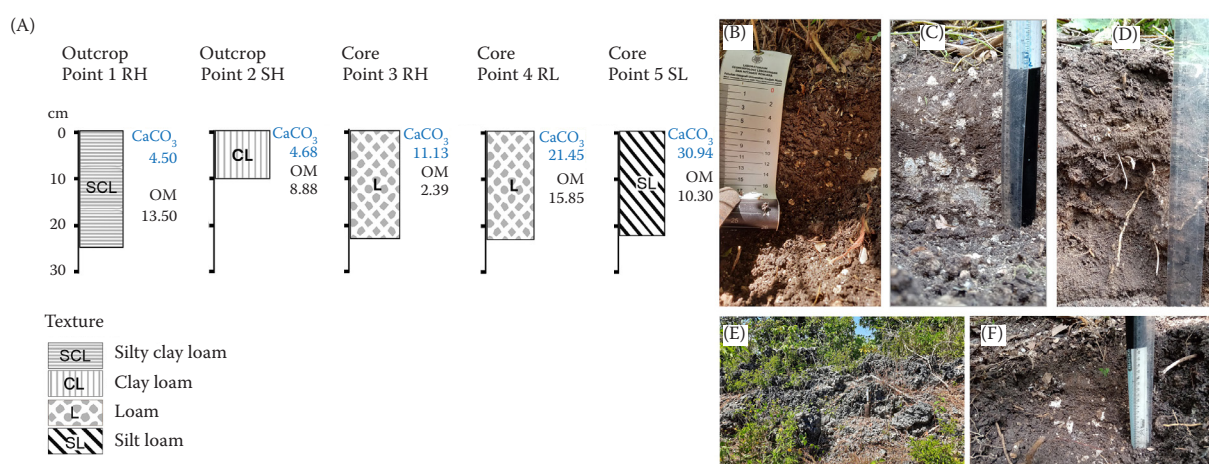 (A)
Outcrop
Point 1 RH
Outcrop
Point 2 SH
Core
Point 3 RH
Core
Point 4 RL
Core
Point 5 SL
cm
0
10
20
30
SCL
CaCO₃
4.50
OM
13.50
CL
CaCO₃
4.68
OM
8.88
L
CaCO₃
11.13
OM
2.39
L
CaCO₃
21.45
OM
15.85
SL
CaCO₃
30.94
OM
10.30
Texture
SCL Silty clay loam
CL Clay loam
L Loam
SL Silt loam
(B)
(C)
(D)
(E)
(F)